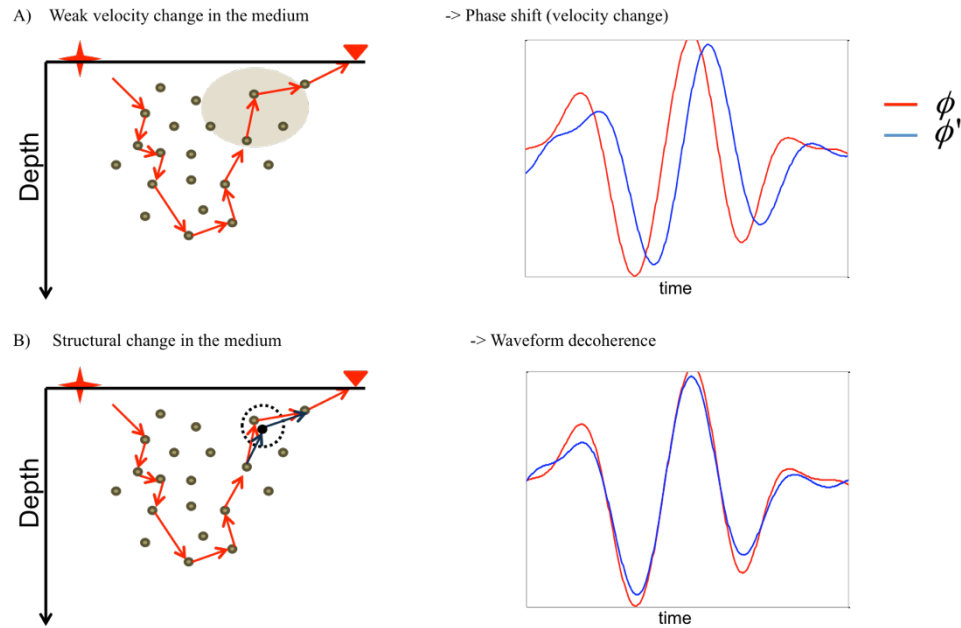 A) Weak velocity change in the medium
-> Phase shift (velocity change)
Depth
ϕ
ϕ'
time
B) Structural change in the medium
-> Waveform decoherence
Depth
time